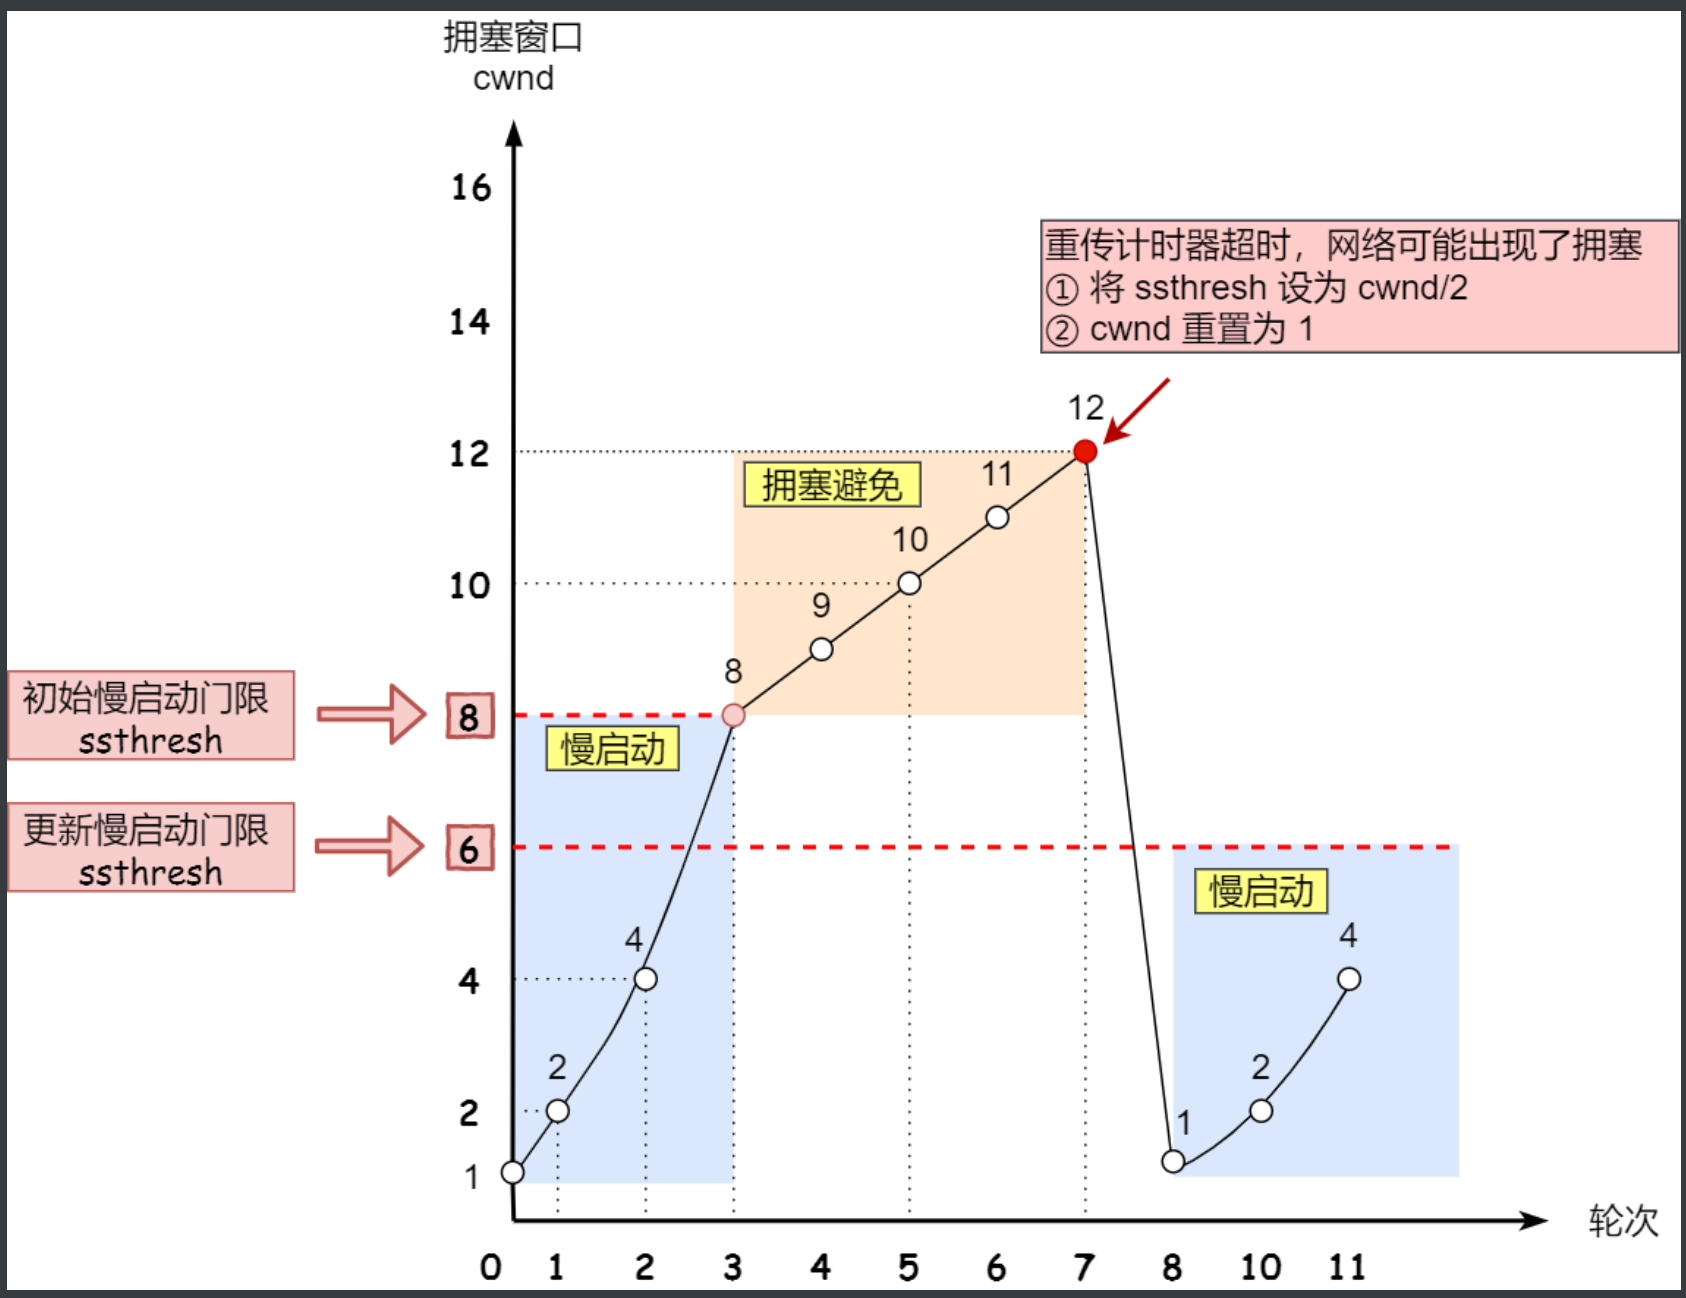 拥塞窗口
cwnd
16
14
12
10
8
6
4
2
1
重传计时器超时，网络可能出现了拥塞
① 将 ssthresh 设为 cwnd/2
② cwnd 重置为 1
12
拥塞避免
11
10
9
8
初始慢启动门限
ssthresh
慢启动
更新慢启动门限
ssthresh
慢启动
4
4
2
2
1
轮次
0 1 2 3 4 5 6 7 8 10 11